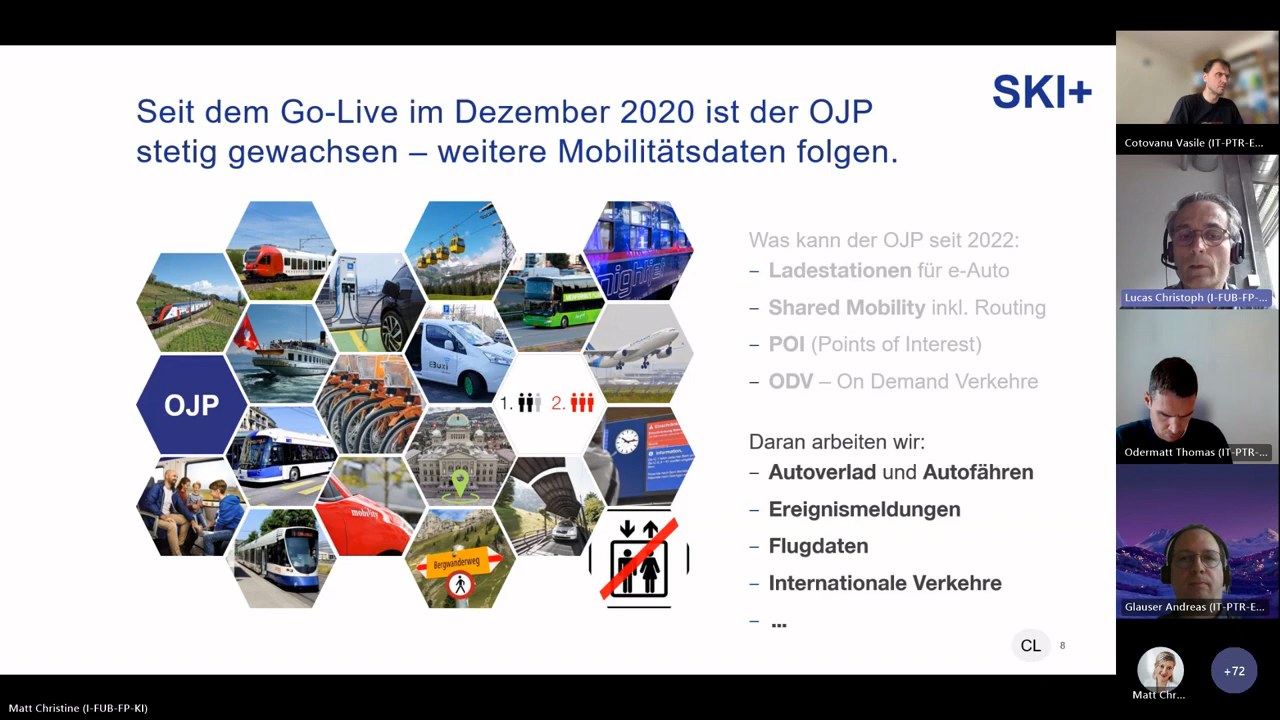 SKI+
Seit dem Go-Live im Dezember 2020 ist der OJP
stetig gewachsen – weitere Mobilitätsdaten folgen.
Was kann der OJP seit 2022:
– Ladestationen für e-Auto
– Shared Mobility inkl. Routing
– POI (Points of Interest)
– ODV – On Demand Verkehre
Daran arbeiten wir:
– Autoverlad und Autofähren
– Ereignismeldungen
– Flugdaten
– Internationale Verkehre
– ...
OJP
nightjet
1. 2.
mobility
Bergwanderweg
CL 8
Cotovanu Vasile (IT-PTR-E...
Lucas Christoph (I-FUB-FP-...
Odermatt Thomas (IT-PTR-...
Glauser Andreas (IT-PTR-E...
Matt Chr...
+72
Matt Christine (I-FUB-FP-KI)